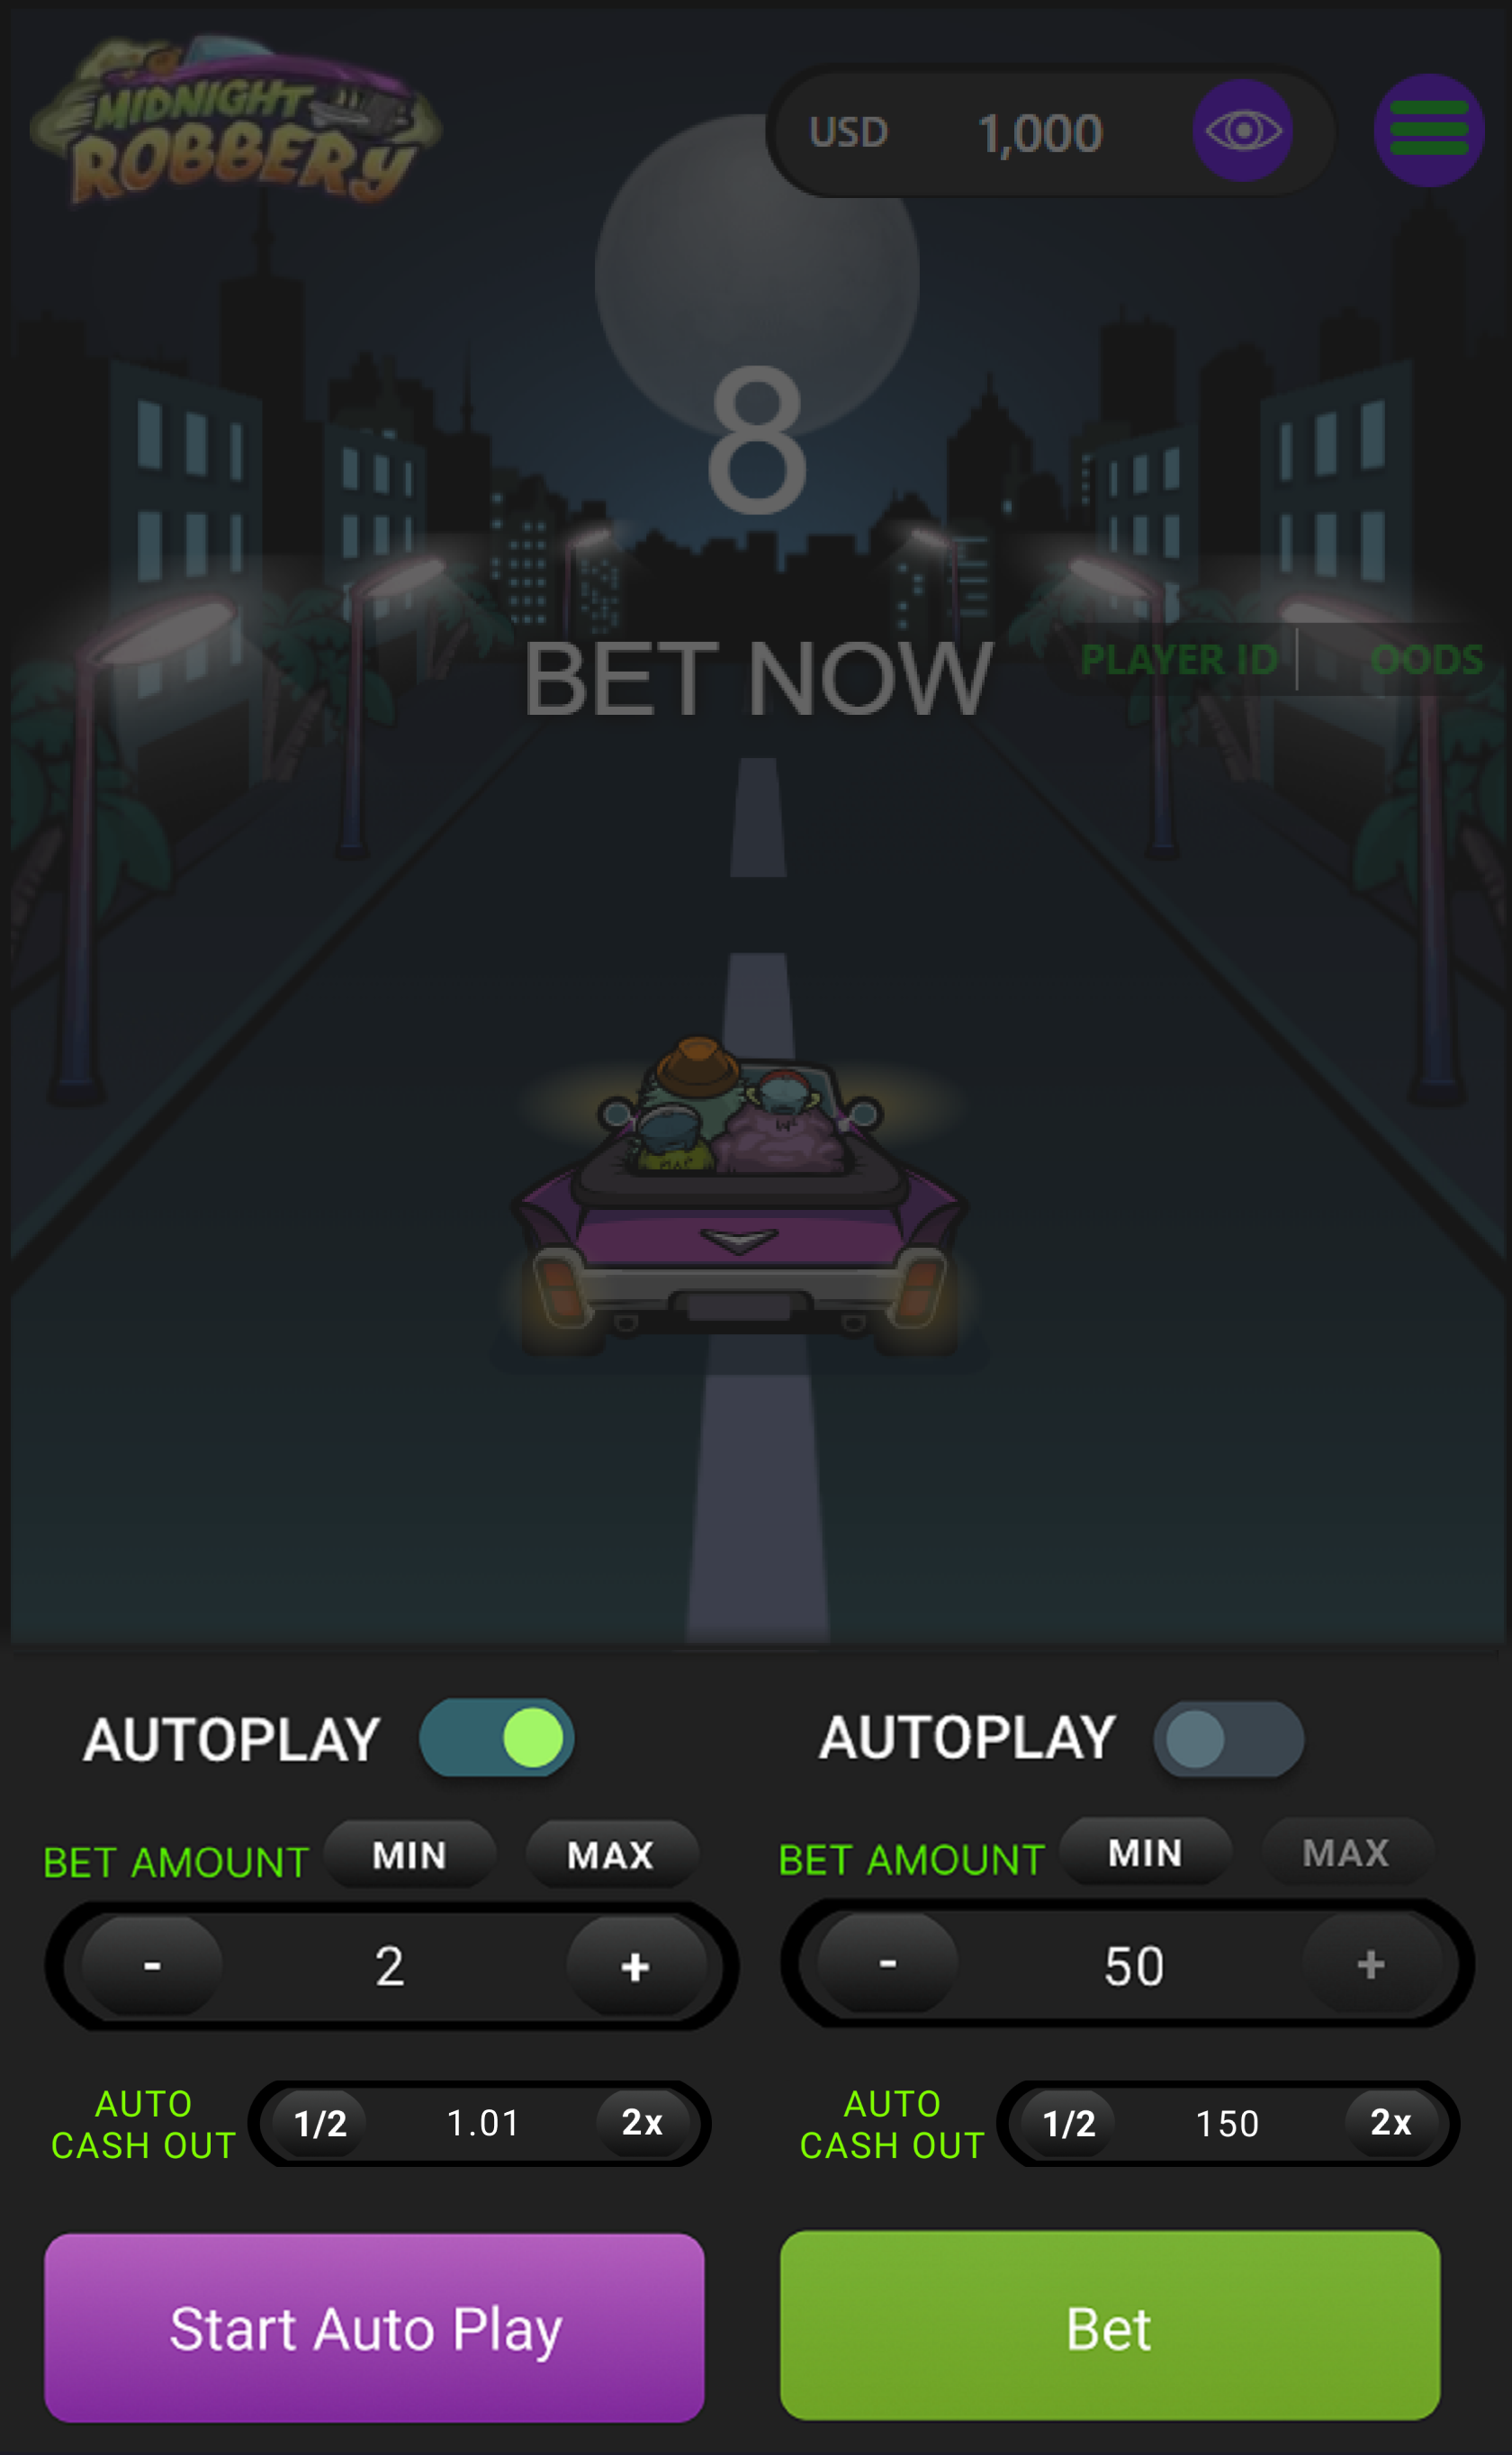 MIDNIGHT
ROBBERY
USD 1,000
8
BET NOW
PLAYER ID OODS
AUTOPLAY AUTOPLAY
BET AMOUNT MIN MAX BET AMOUNT MIN MAX
- 2 + - 50 +
AUTO
CASH OUT 1/2 1.01 2x
AUTO
CASH OUT 1/2 150 2x
Start Auto Play Bet